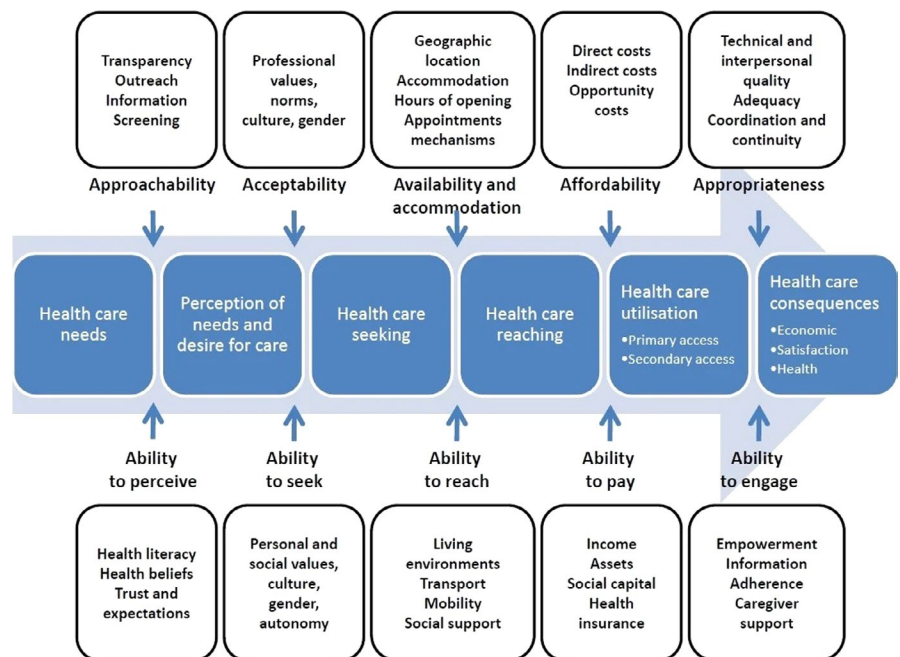 Transparency
Outreach
Information
Screening
Professional
values,
norms,
culture, gender
Geographic
location
Accommodation
Hours of opening
Appointments
mechanisms
Direct costs
Indirect costs
Opportunity
costs
Technical and
interpersonal
quality
Adequacy
Coordination and
continuity
Approachability
Acceptability
Availability and
accommodation
Affordability
Appropriateness
Health care
needs
Perception of
needs and
desire for care
Health care
seeking
Health care
reaching
Health care
utilisation
•Primary access
•Secondary access
Health care
consequences
•Economic
•Satisfaction
•Health
Ability
to perceive
Ability
to seek
Ability
to reach
Ability
to pay
Ability
to engage
Health literacy
Health beliefs
Trust and
expectations
Personal and
social values,
culture,
gender,
autonomy
Living
environments
Transport
Mobility
Social support
Income
Assets
Social capital
Health
insurance
Empowerment
Information
Adherence
Caregiver
support